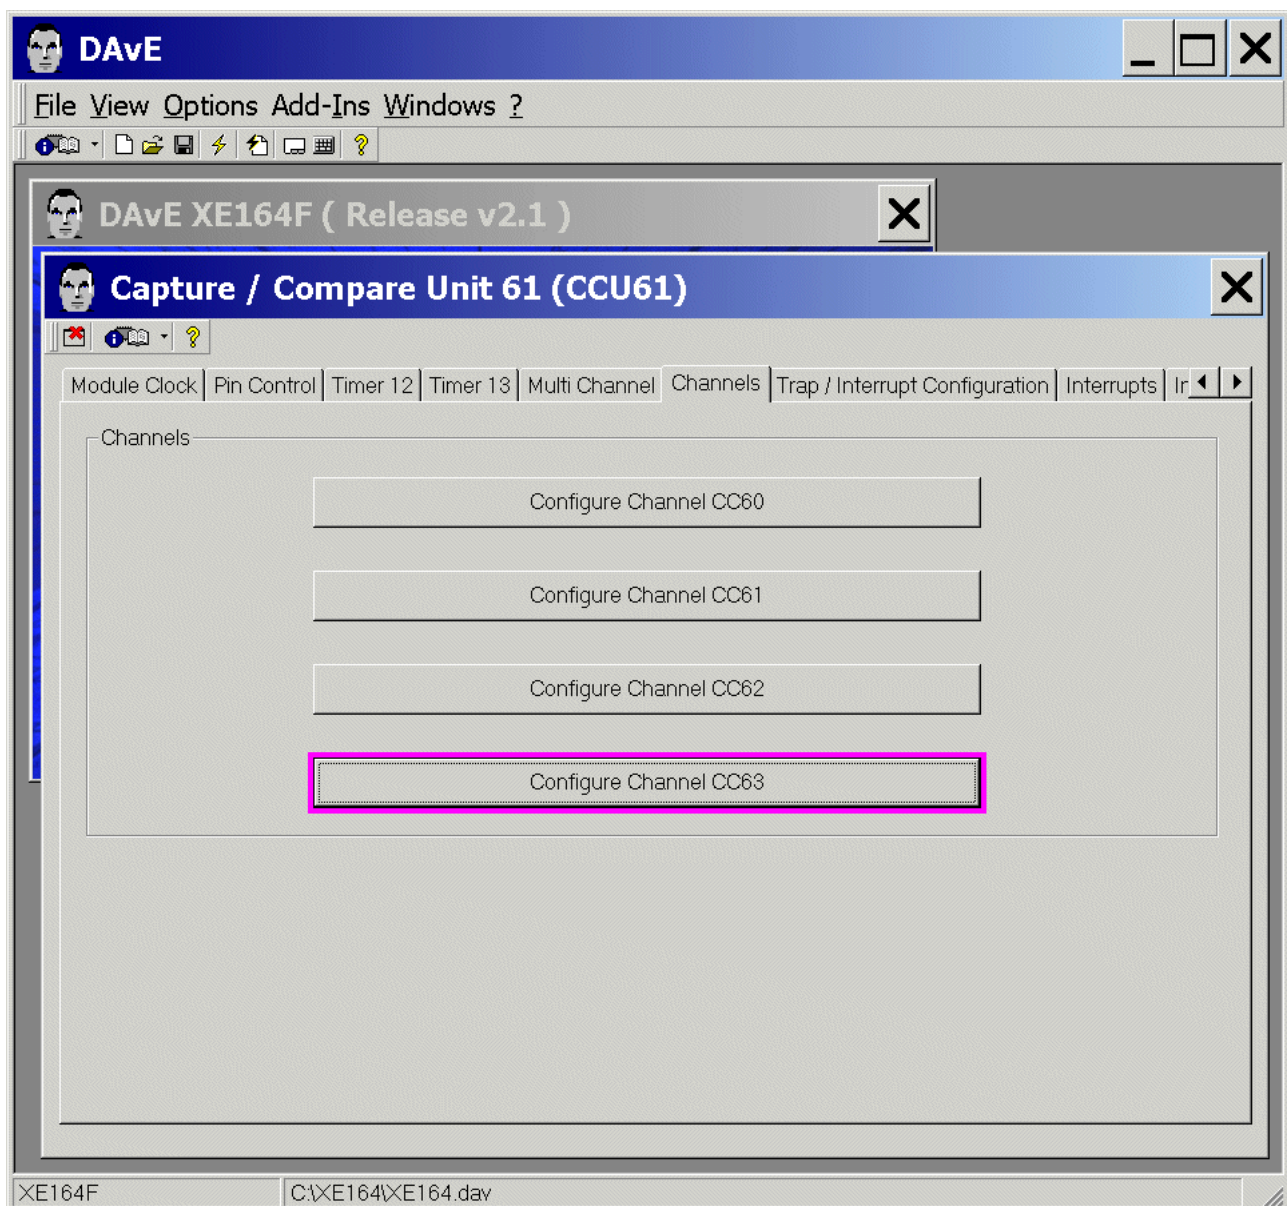 DAvE
File View Options Add-Ins Windows ?
DAvE XE164F ( Release v2.1 )
Capture / Compare Unit 61 (CCU61)
Module Clock Pin Control Timer 12 Timer 13 Multi Channel Channels Trap / Interrupt Configuration Interrupts
Channels
Configure Channel CC60
Configure Channel CC61
Configure Channel CC62
Configure Channel CC63
XE164F C:\XE164\XE164.dav